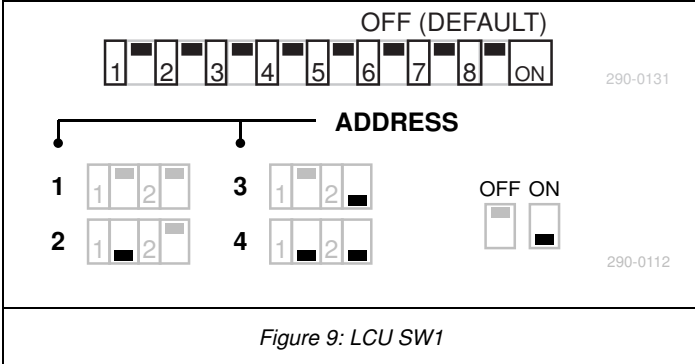 OFF (DEFAULT)
1 2 3 4 5 6 7 8 ON
290-0131
ADDRESS
1 1 2 3 1 2 OFF ON
2 1 2 4 1 2
290-0112
Figure 9: LCU SW1